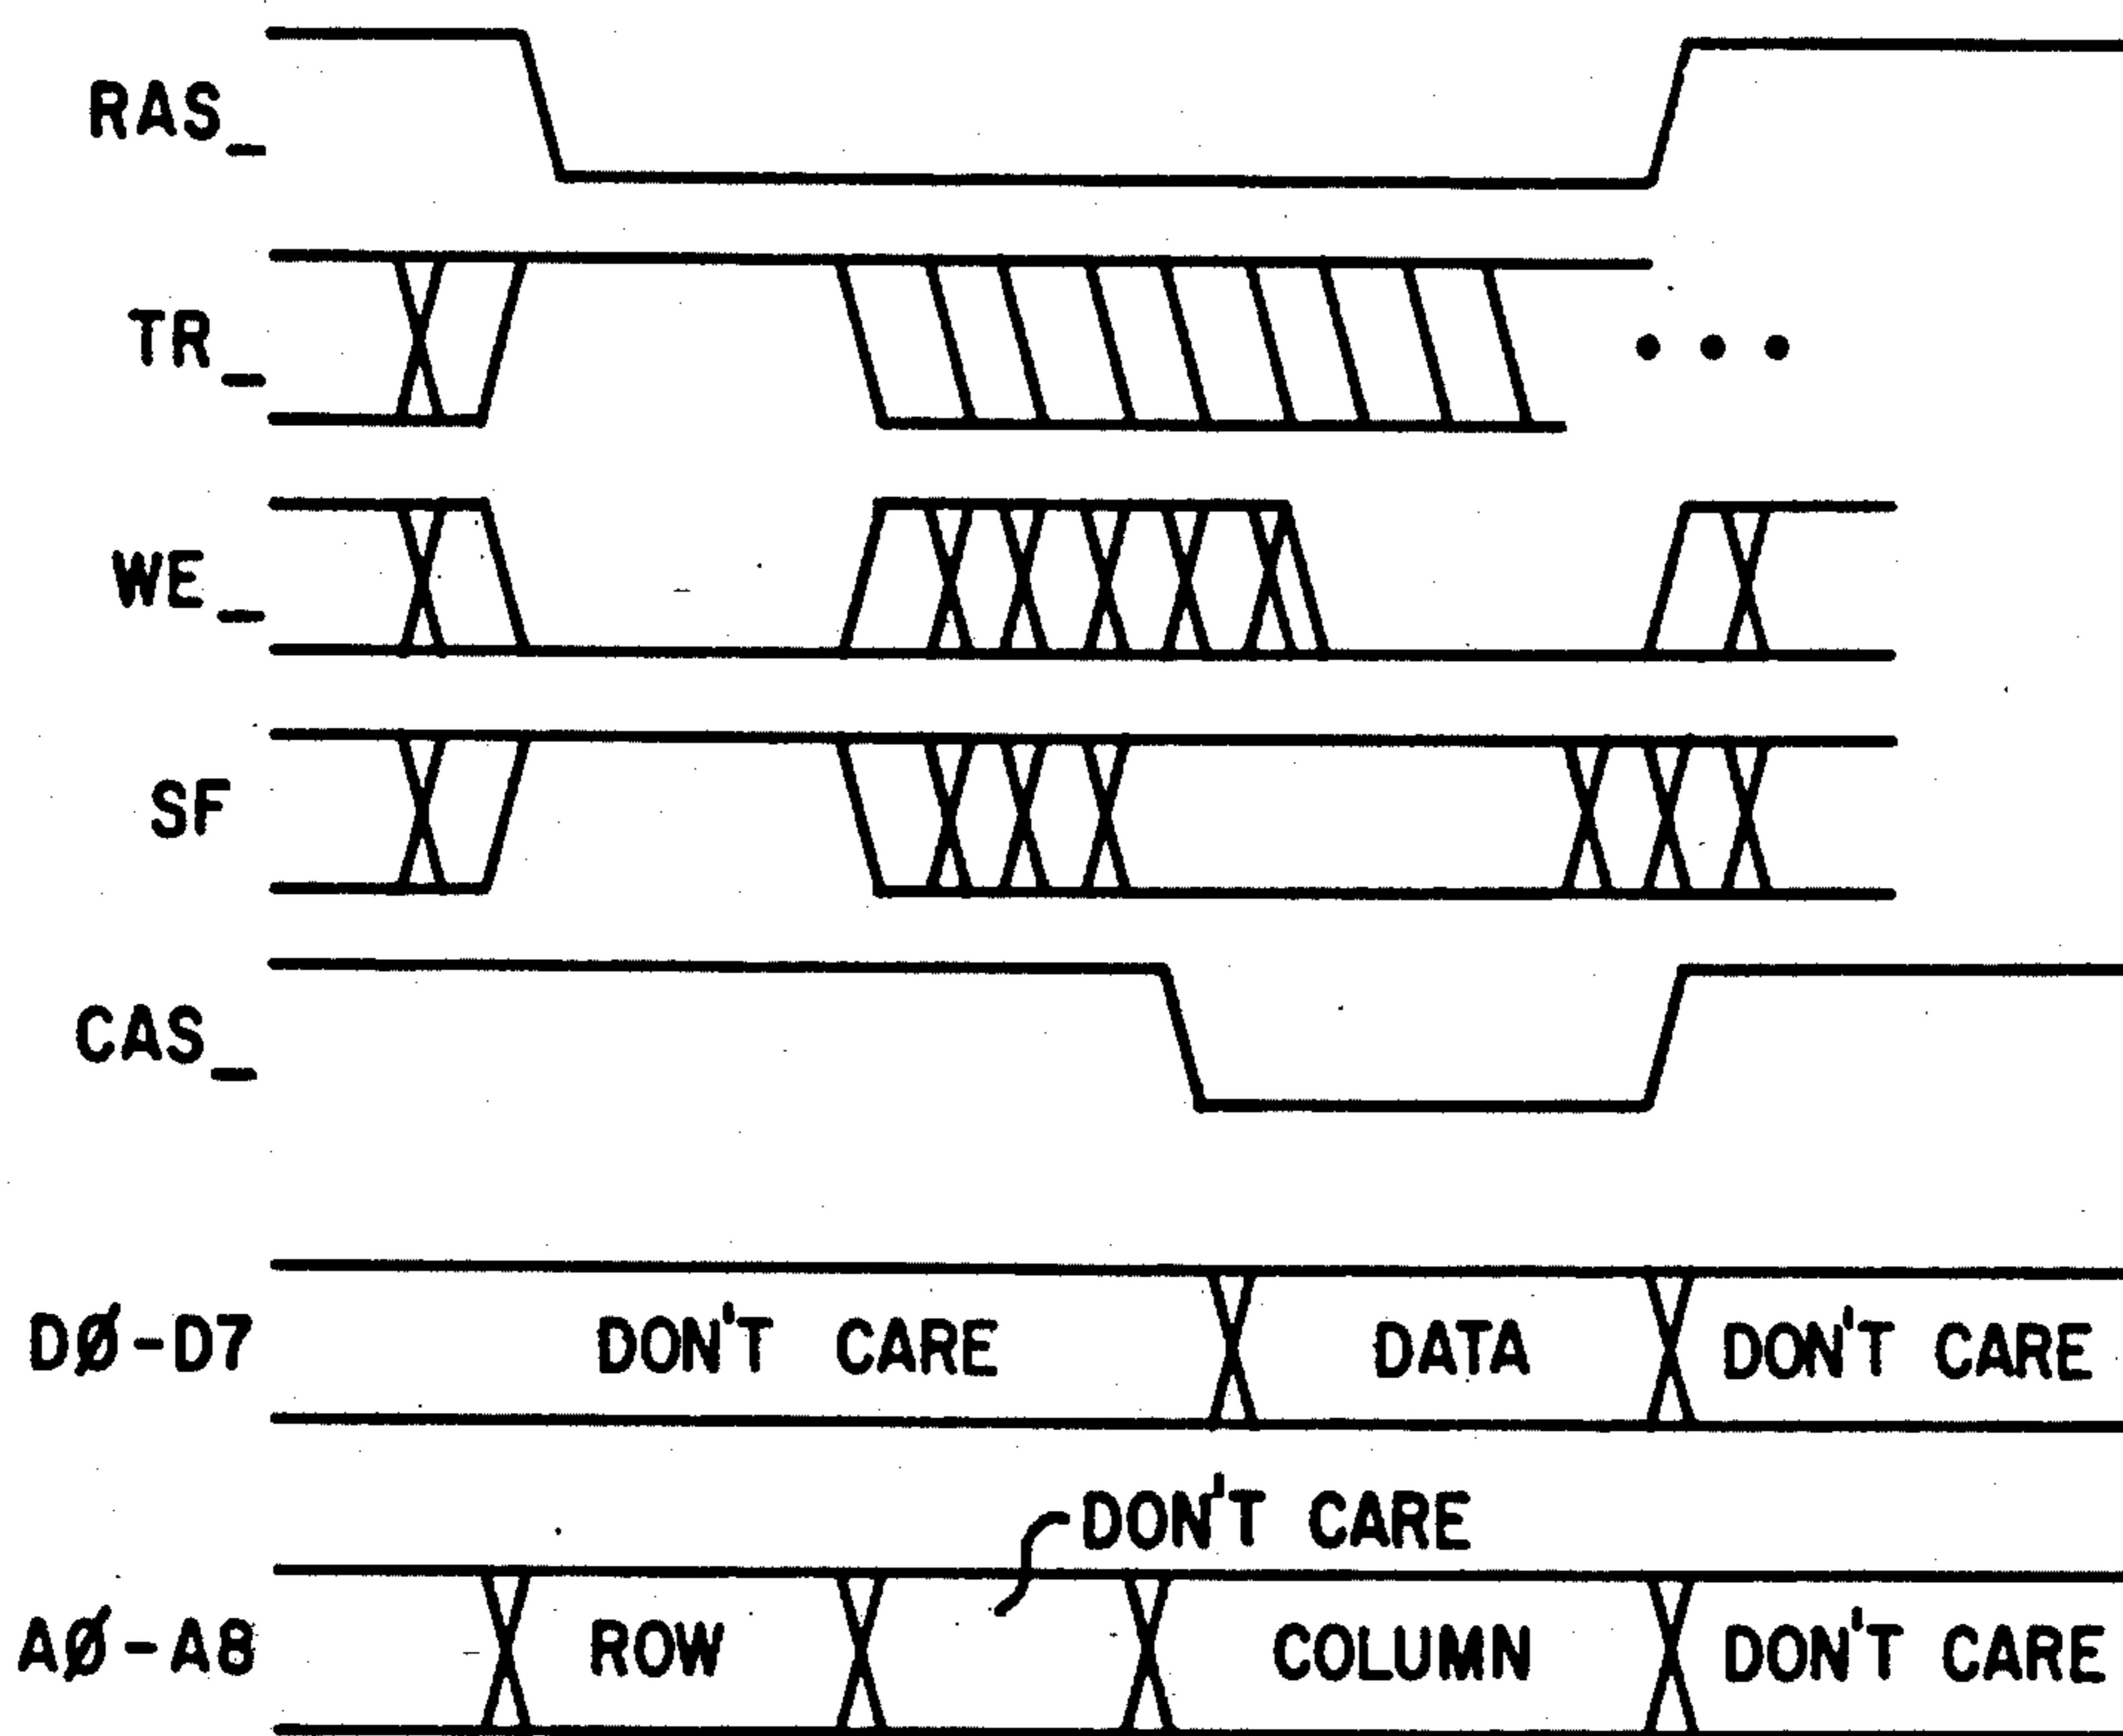 RAS_
TR_
WE_
SF
CAS_
DØ-D7 DON'T CARE DATA DON'T CARE
DON'T CARE
AØ-A8 ROW COLUMN DON'T CARE